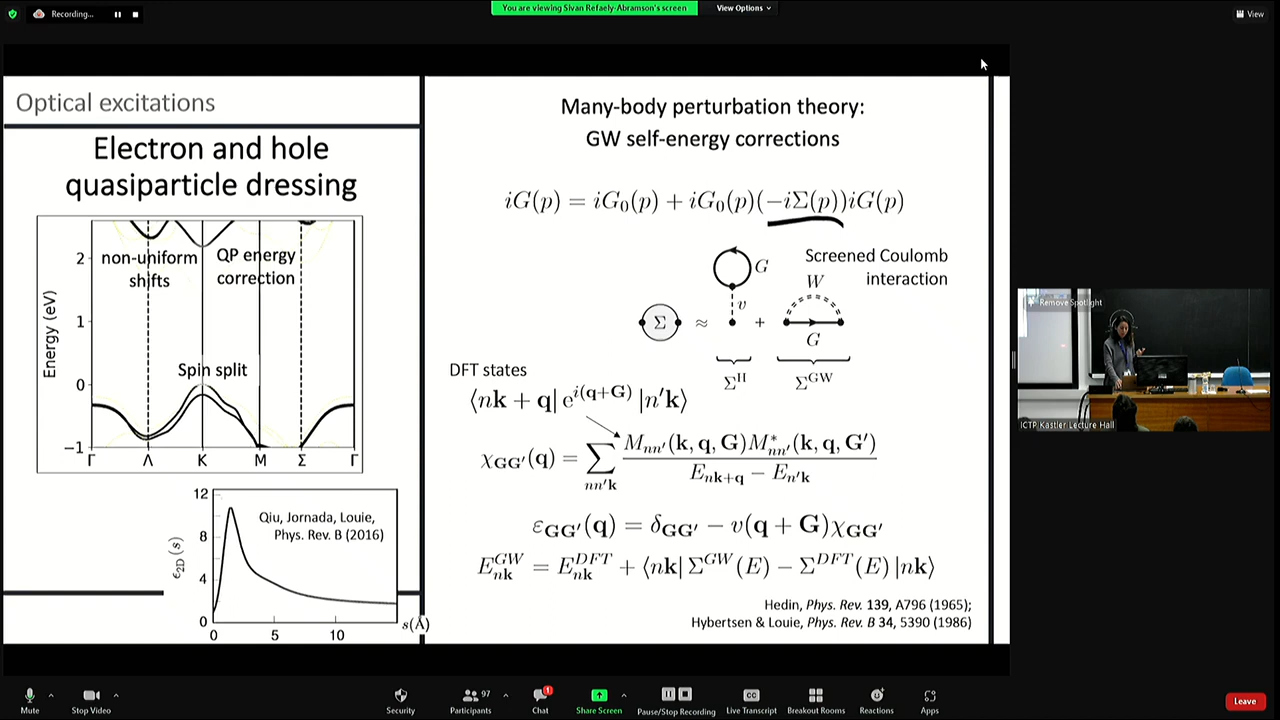 Recording...
You are viewing Sivan Refaely-Abramson's screen
View Options
View
Optical excitations
Electron and hole
quasiparticle dressing
Energy (eV)
2
1
0
−1
non-uniform
shifts
QP energy
correction
Spin split
Γ Λ K M Σ Γ
12
8
4
0
ϵ2D (s)
Qiu, Jornada, Louie,
Phys. Rev. B (2016)
0 5 10
s(Å)
Many-body perturbation theory:
GW self-energy corrections
iG(p) = iG₀(p) + iG₀(p)(−iΣ(p))iG(p)
Screened Coulomb
interaction
G
W
v
Σ ≈ +
G
Σ^H Σ^GW
DFT states
⟨nk + q| e^{i(q+G)} |n′k⟩
χ_{GG′}(q) = ∑_{nn′k} M_{nn′}(k, q, G)M*_{nn′}(k, q, G′) / E_{nk+q} − E_{n′k}
ε_{GG′}(q) = δ_{GG′} − v(q + G)χ_{GG′}
E^{GW}_{nk} = E^{DFT}_{nk} + ⟨nk| Σ^{GW}(E) − Σ^{DFT}(E) |nk⟩
Hedin, Phys. Rev. 139, A796 (1965);
Hybertsen & Louie, Phys. Rev. B 34, 5390 (1986)
Remove Spotlight
ICTP Kastler Lecture Hall
Mute
Stop Video
Security
97
Participants
1
Chat
Share Screen
Pause/Stop Recording
CC
Live Transcript
Breakout Rooms
Reactions
Apps
Leave